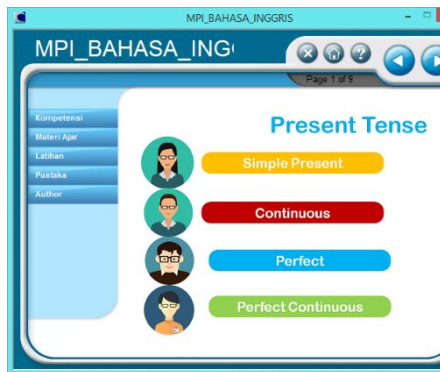 MPI_BAHASA_INGGRIS
MPI_BAHASA_ING
Page 1 of 9
Kompetensi
Materi Ajar
Latihan
Pustaka
Author
Present Tense
Simple Present
Continuous
Perfect
Perfect Continuous